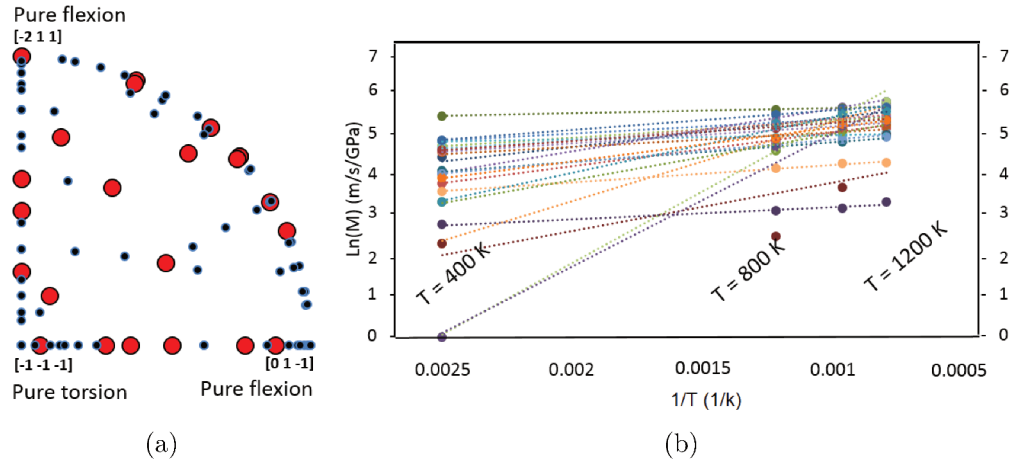 Pure flexion
[-2 1 1]
[-1 -1 -1]
[0 1 -1]
Pure torsion
Pure flexion
(a)
Ln(M) (m/s/GPa)
7
6
5
4
3
2
1
0
T = 400 K
T = 800 K
T = 1200 K
7
6
5
4
3
2
1
0
0.0025
0.002
0.0015
0.001
0.0005
1/T (1/k)
(b)